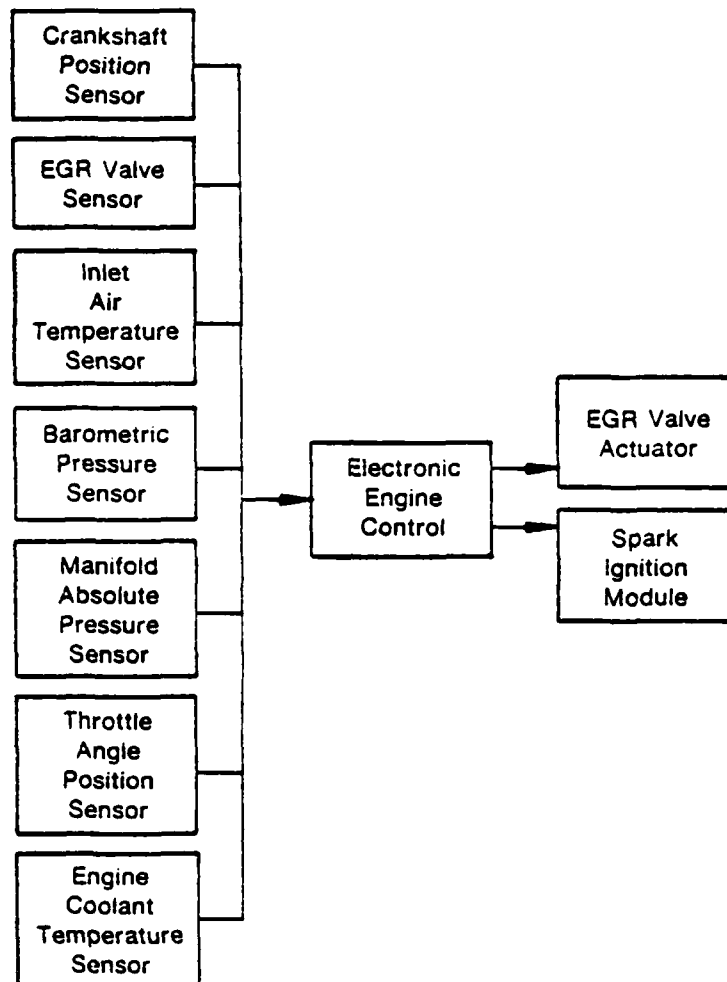 Crankshaft
Position
Sensor
EGR Valve
Sensor
Inlet
Air
Temperature
Sensor
Barometric
Pressure
Sensor
Manifold
Absolute
Pressure
Sensor
Throttle
Angle
Position
Sensor
Engine
Coolant
Temperature
Sensor
Electronic
Engine
Control
EGR Valve
Actuator
Spark
Ignition
Module